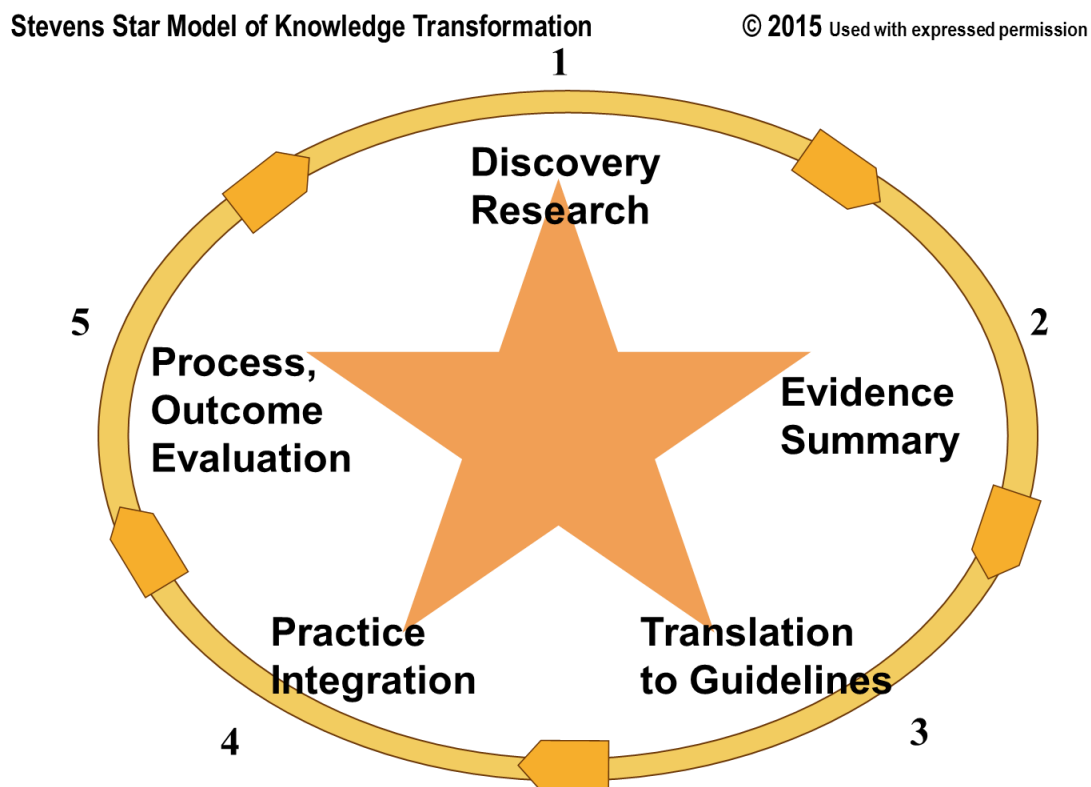 Stevens Star Model of Knowledge Transformation © 2015 Used with expressed permission
1
Discovery
Research
2
Evidence
Summary
3
Translation
to Guidelines
4
Practice
Integration
5
Process,
Outcome
Evaluation